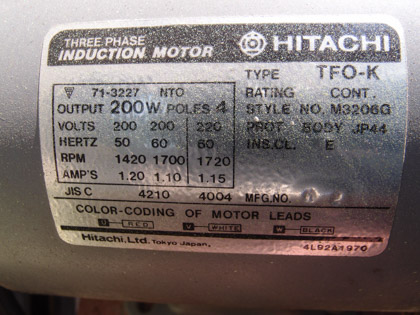 THREE PHASE
INDUCTION MOTOR
HITACHI
TYPE TFO-K
▽ 71-3227 NTO
RATING CONT.
OUTPUT 200W POLES 4
STYLE NO. M3206G
VOLTS 200 200 220
PROT BODY JP44
HERTZ 50 60 60
INS.CL. E
RPM 1420 1700 1720
AMP'S 1.20 1.10 1.15
JIS C 4210 4004 MFG.NO.
COLOR-CODING OF MOTOR LEADS
U RED V WHITE W BLACK
Hitachi, Ltd. Tokyo Japan.
4L92A1970